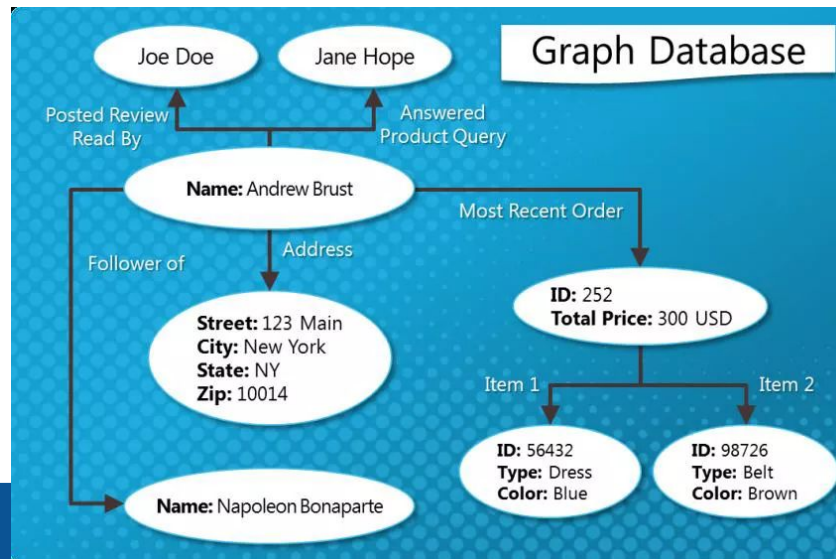 Graph Database
Joe Doe
Jane Hope
Posted Review
Read By
Answered
Product Query
Name: Andrew Brust
Most Recent Order
Follower of
Address
Street: 123 Main
City: New York
State: NY
Zip: 10014
ID: 252
Total Price: 300 USD
Item 1
Item 2
ID: 56432
Type: Dress
Color: Blue
ID: 98726
Type: Belt
Color: Brown
Name: Napoleon Bonaparte